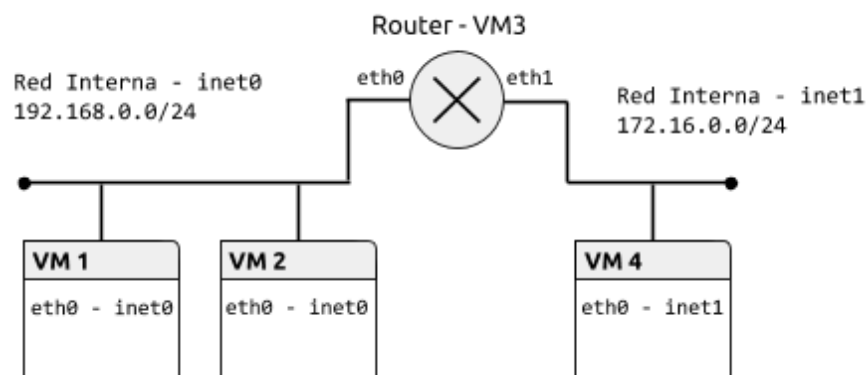 Router - VM3
eth0
eth1
Red Interna - inet0
192.168.0.0/24
Red Interna - inet1
172.16.0.0/24
VM 1
VM 2
VM 4
eth0 - inet0
eth0 - inet0
eth0 - inet1